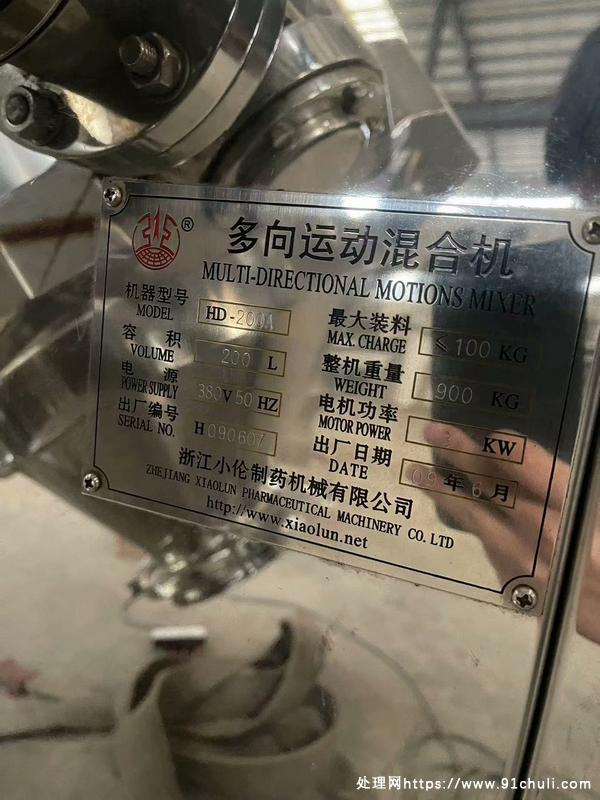 315 ®
多向运动混合机
MULTI-DIRECTIONAL MOTIONS MIXER
机器型号 HD-200A
MODEL
最大装料 ≤100 KG
MAX. CHARGE
容 积 200 L
VOLUME
整机重量 900 KG
WEIGHT
电 源 380V50HZ
POWER SUPPLY
电机功率 KW
MOTOR POWER
出厂编号 H090607
SERIAL NO.
出厂日期 09年6月
DATE
浙江小伦制药机械有限公司
ZHEJIANG XIAOLUN PHARMACEUTICAL MACHINERY CO. LTD
http://www.xiaolun.net
处理网https://www.91chuli.com